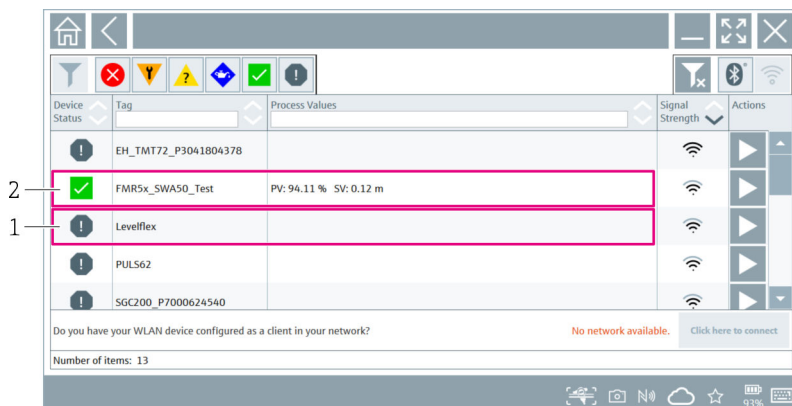 Device
Status
Tag
Process Values
Signal
Strength
Actions
EH_TMT72_P3041804378
2
FMR5x_SWA50_Test
PV: 94.11 % SV: 0.12 m
1
Levelflex
PULS62
SGC200_P7000624540
Do you have your WLAN device configured as a client in your network?
No network available.
Click here to connect
Number of items: 13
93%